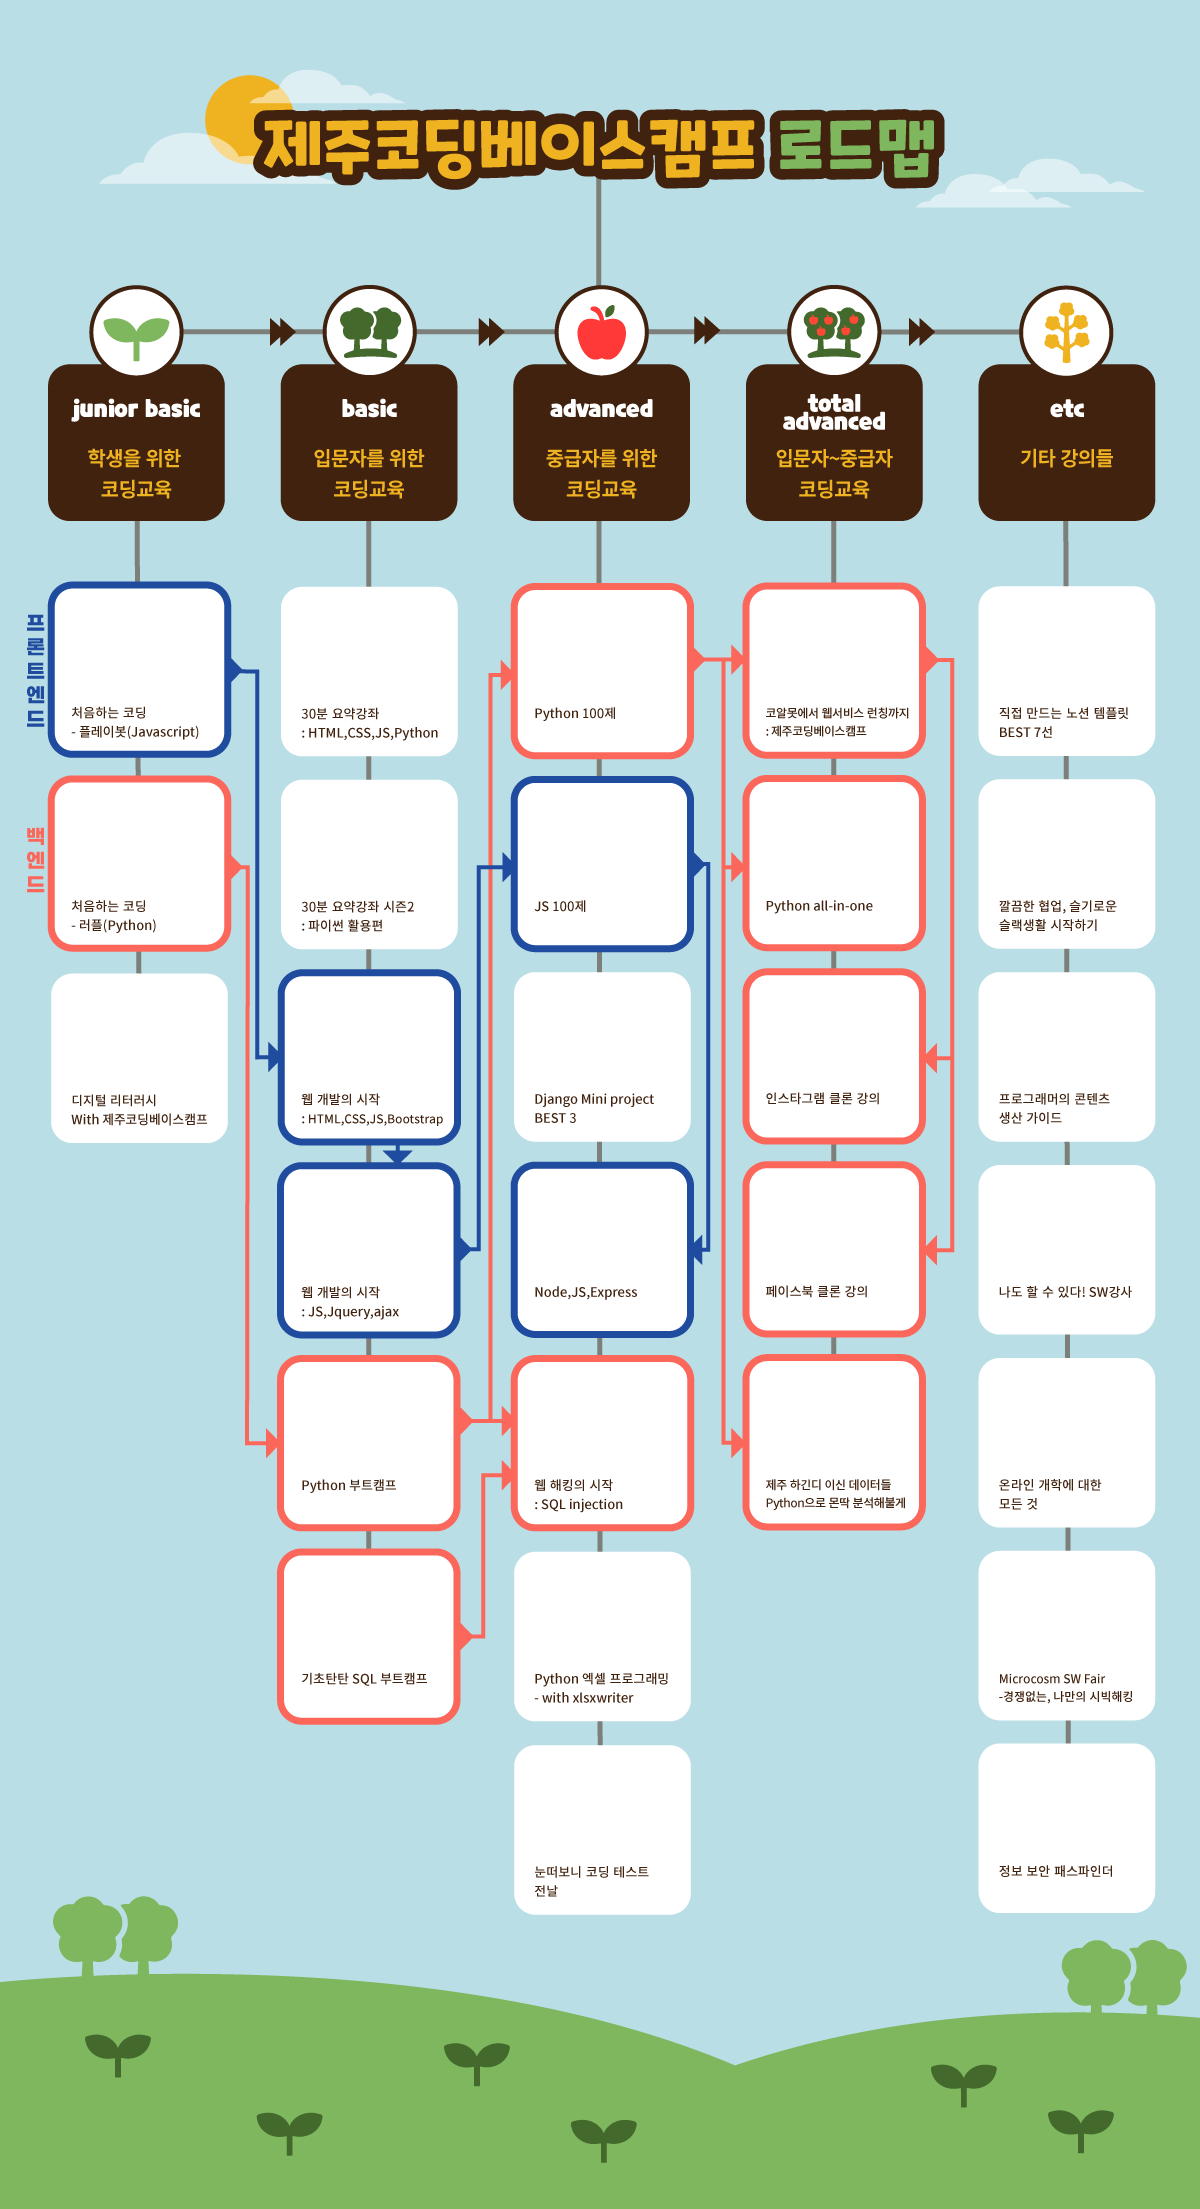 제주코딩베이스캠프 로드맵
junior basic
학생을 위한
코딩교육
basic
입문자를 위한
코딩교육
advanced
중급자를 위한
코딩교육
total
advanced
입문자~중급자
코딩교육
etc
기타 강의들
프론트엔드
백엔드
처음하는 코딩
- 플레이봇(Javascript)
처음하는 코딩
- 러플(Python)
디지털 리터러시
With 제주코딩베이스캠프
30분 요약강좌
: HTML,CSS,JS,Python
30분 요약강좌 시즌2
: 파이썬 활용편
웹 개발의 시작
: HTML,CSS,JS,Bootstrap
웹 개발의 시작
: JS,Jquery,ajax
Python 부트캠프
기초탄탄 SQL 부트캠프
Python 100제
JS 100제
Django Mini project
BEST 3
Node,JS,Express
웹 해킹의 시작
: SQL injection
Python 엑셀 프로그래밍
- with xlsxwriter
눈떠보니 코딩 테스트
전날
코알못에서 웹서비스 런칭까지
: 제주코딩베이스캠프
Python all-in-one
인스타그램 클론 강의
페이스북 클론 강의
제주 하긴디 이신 데이터들
Python으로 몬딱 분석해불게
직접 만드는 노션 템플릿
BEST 7선
깔끔한 협업, 슬기로운
슬랙생활 시작하기
프로그래머의 콘텐츠
생산 가이드
나도 할 수 있다! SW강사
온라인 개학에 대한
모든 것
Microcosm SW Fair
-경쟁없는, 나만의 시빅해킹
정보 보안 패스파인더